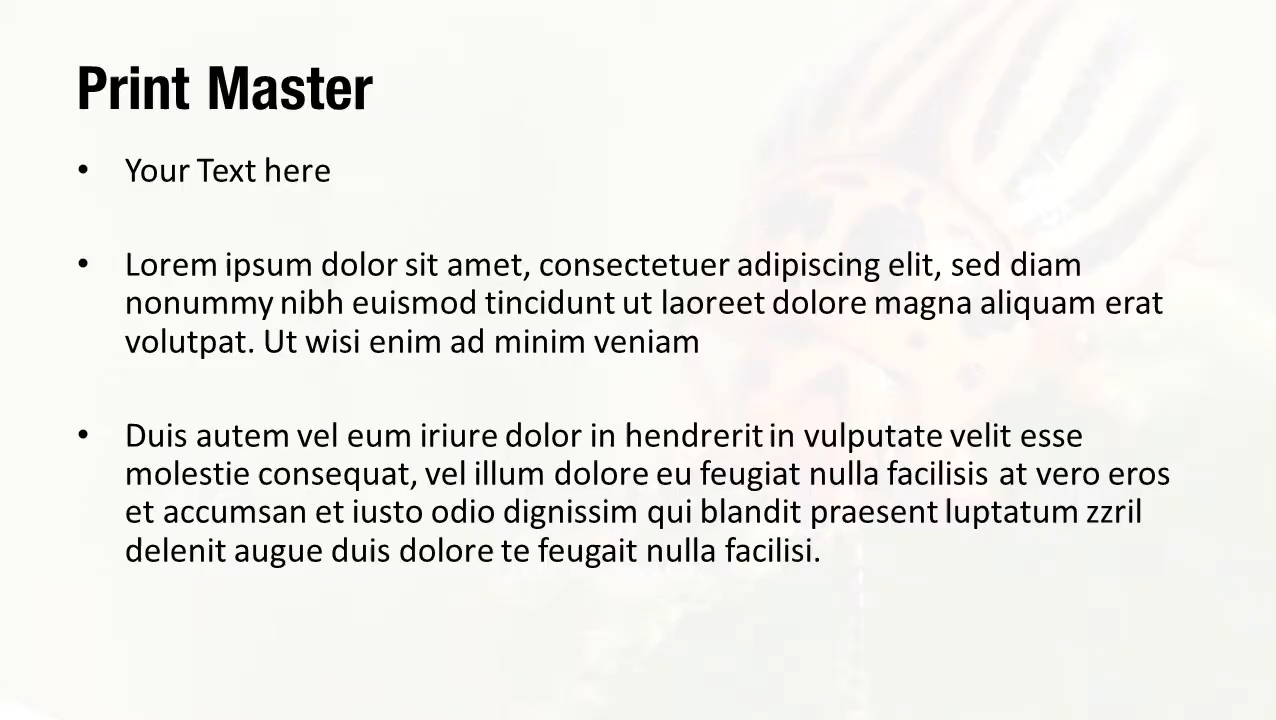 Print Master
• Your Text here
• Lorem ipsum dolor sit amet, consectetuer adipiscing elit, sed diam
nonummy nibh euismod tincidunt ut laoreet dolore magna aliquam erat
volutpat. Ut wisi enim ad minim veniam
• Duis autem vel eum iriure dolor in hendrerit in vulputate velit esse
molestie consequat, vel illum dolore eu feugiat nulla facilisis at vero eros
et accumsan et iusto odio dignissim qui blandit praesent luptatum zzril
delenit augue duis dolore te feugait nulla facilisi.